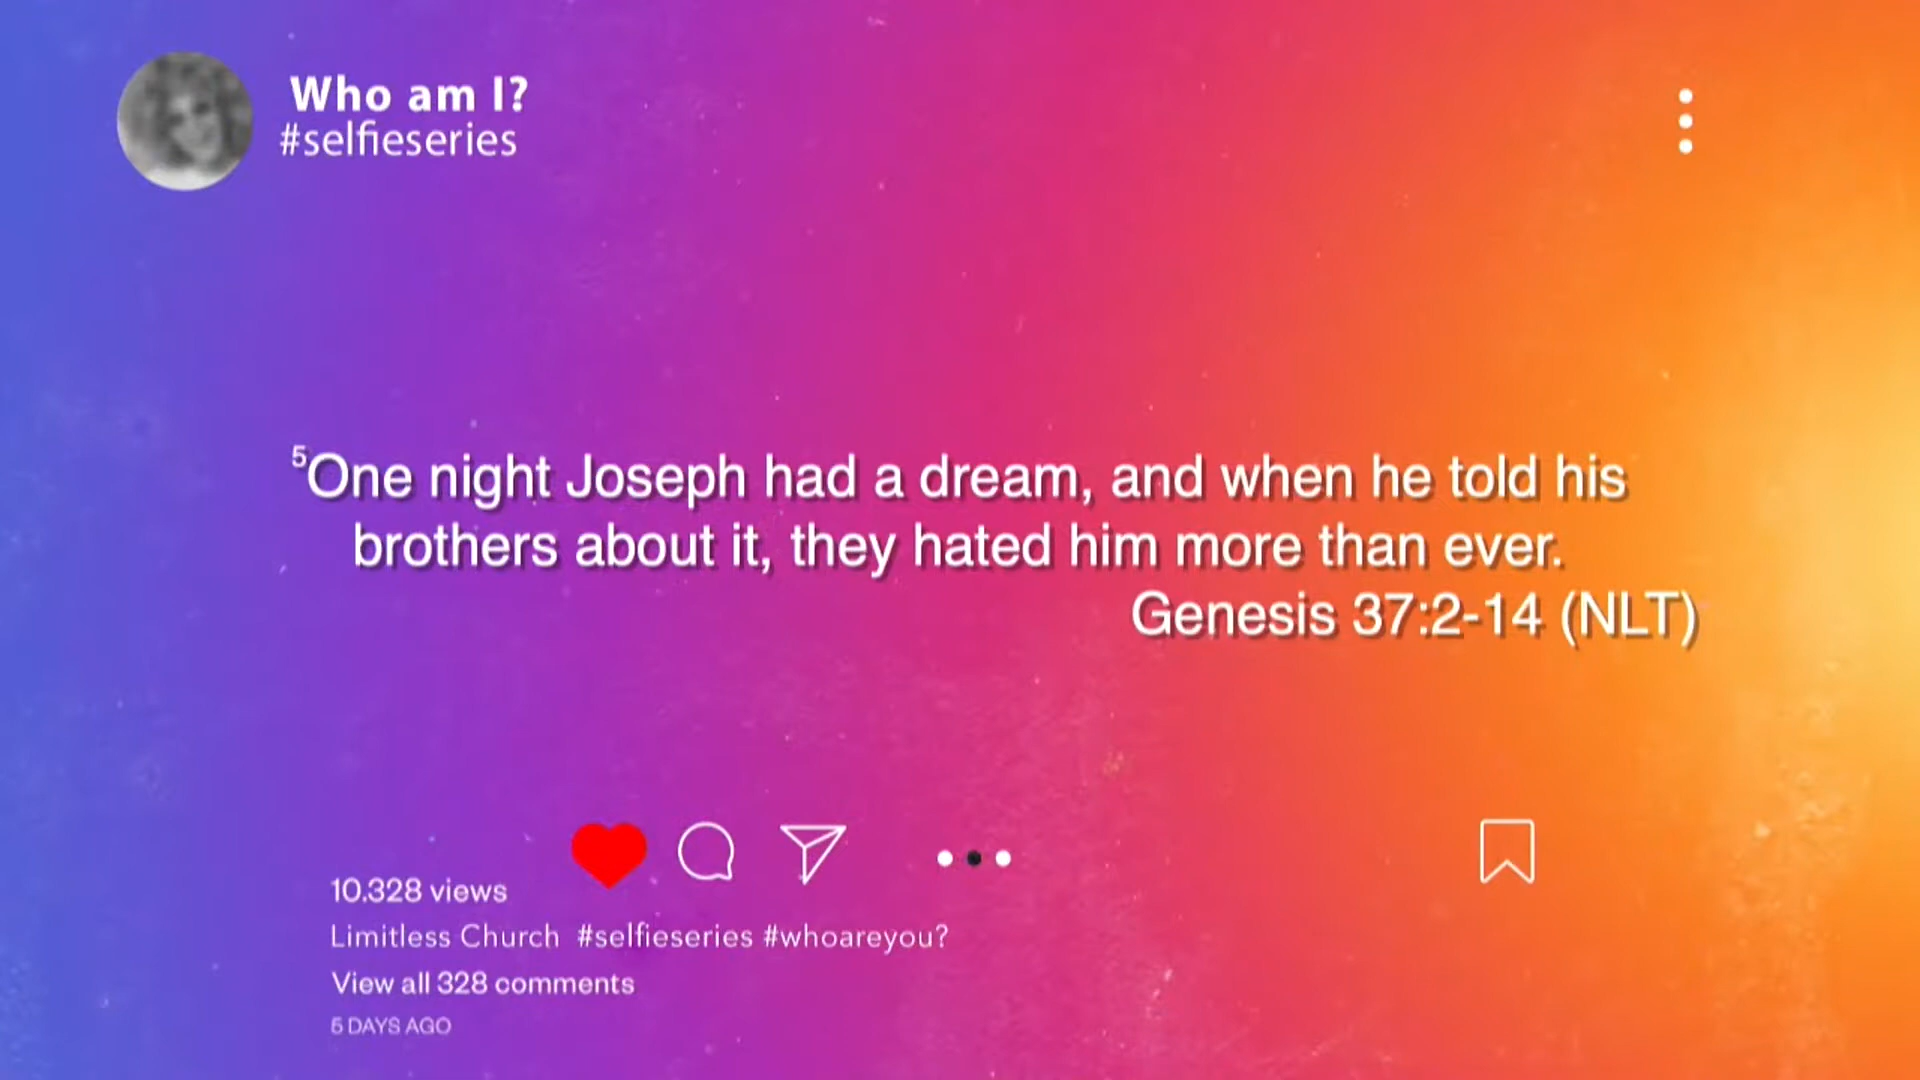 Who am I?
#selfieseries
⁵One night Joseph had a dream, and when he told his
brothers about it, they hated him more than ever.
Genesis 37:2-14 (NLT)
10.328 views
Limitless Church #selfieseries #whoareyou?
View all 328 comments
5 DAYS AGO